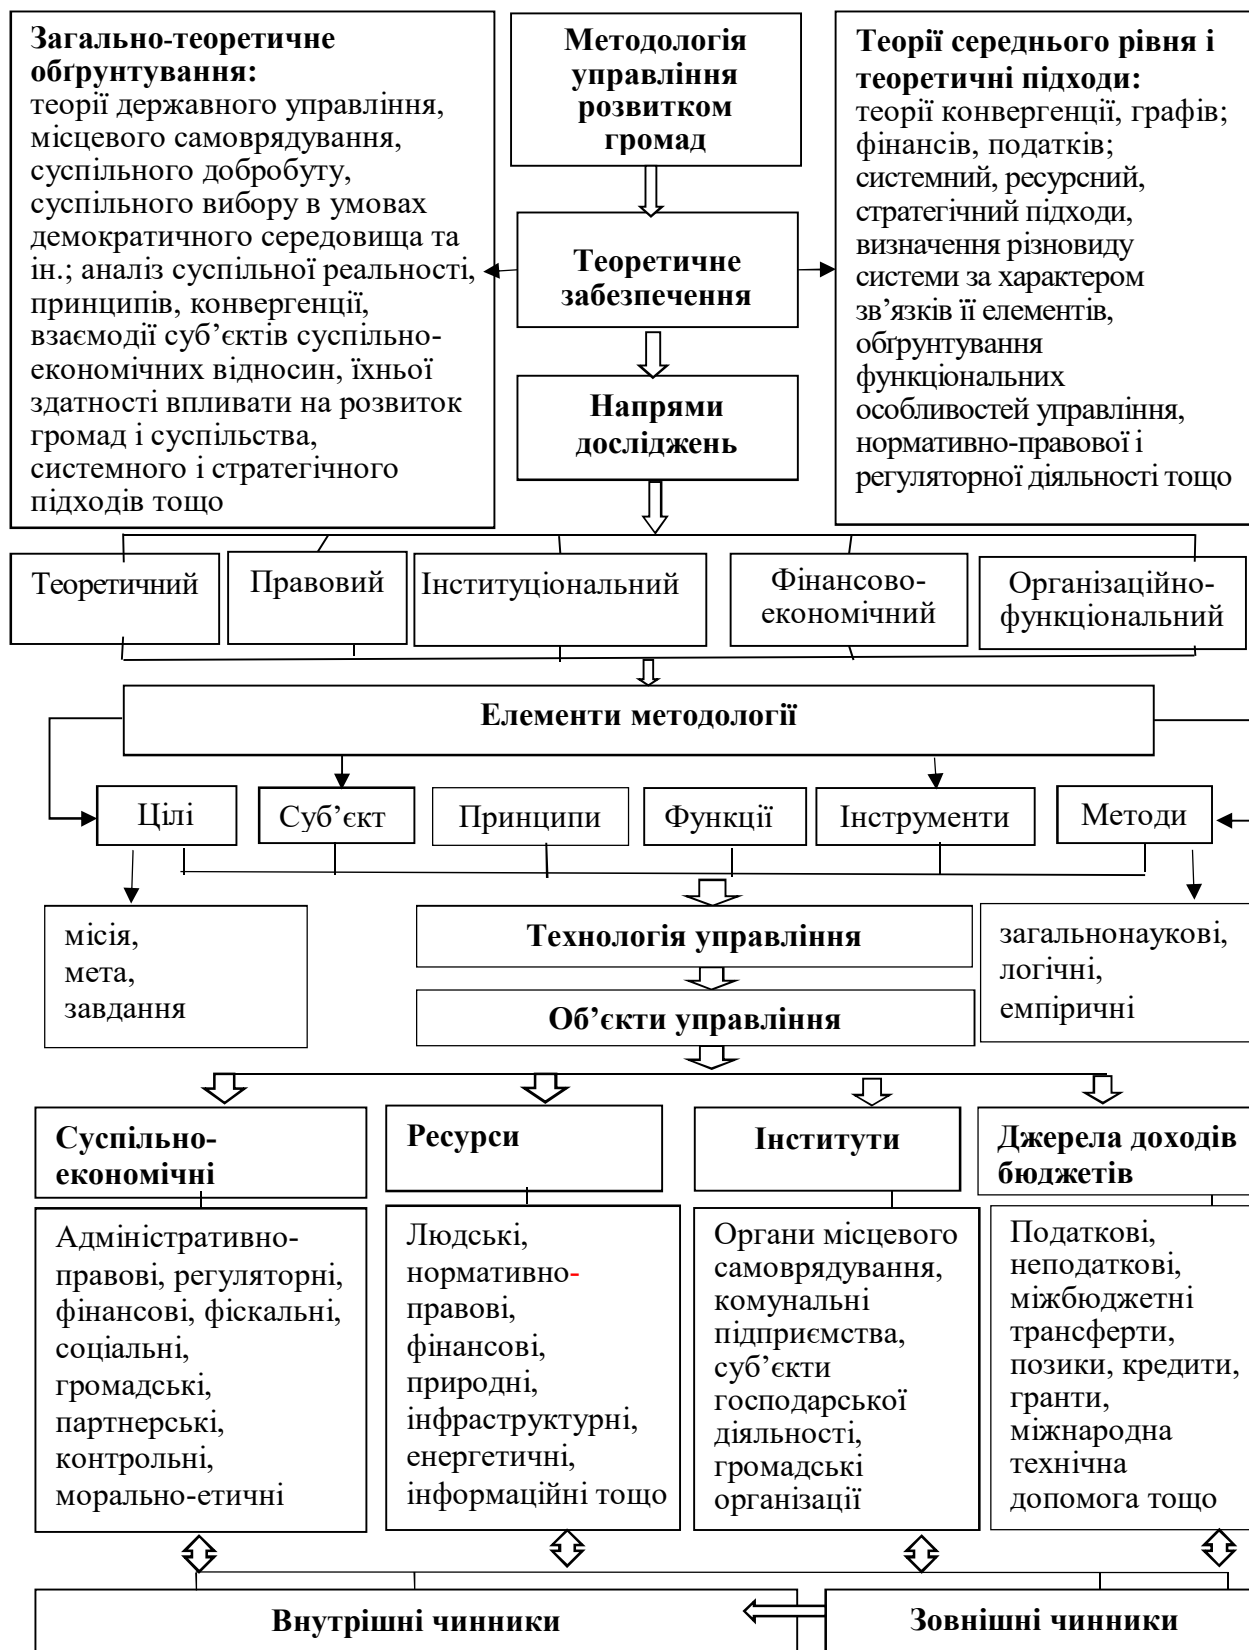 Загально-теоретичне
обґрунтування:
теорії державного управління,
місцевого самоврядування,
суспільного добробуту,
суспільного вибору в умовах
демократичного середовища та
ін.; аналіз суспільної реальності,
принципів, конвергенції,
взаємодії суб’єктів суспільно-
економічних відносин, їхньої
здатності впливати на розвиток
громад і суспільства,
системного і стратегічного
підходів тощо
Методологія
управління
розвитком
громад
Теоретичне
забезпечення
Напрями
досліджень
Теорії середнього рівня і
теоретичні підходи:
теорії конвергенції, графів;
фінансів, податків;
системний, ресурсний,
стратегічний підходи,
визначення різновиду
системи за характером
зв’язків її елементів,
обґрунтування
функціональних
особливостей управління,
нормативно-правової і
регуляторної діяльності тощо
Теоретичний
Правовий
Інституціональний
Фінансово-
економічний
Організаційно-
функціональний
Елементи методології
Цілі
Суб’єкт
Принципи
Функції
Інструменти
Методи
місія,
мета,
завдання
Технологія управління
Об’єкти управління
загальнонаукові,
логічні,
емпіричні
Суспільно-
економічні
Ресурси
Інститути
Джерела доходів
бюджетів
Адміністративно-
правові, регуляторні,
фінансові, фіскальні,
соціальні,
громадські,
партнерські,
контрольні,
морально-етичні
Людські,
нормативно-
правові,
фінансові,
природні,
інфраструктурні,
енергетичні,
інформаційні тощо
Органи місцевого
самоврядування,
комунальні
підприємства,
суб’єкти
господарської
діяльності,
громадські
організації
Податкові,
неподаткові,
міжбюджетні
трансферти,
позики, кредити,
гранти,
міжнародна
технічна
допомога тощо
Внутрішні чинники
Зовнішні чинники